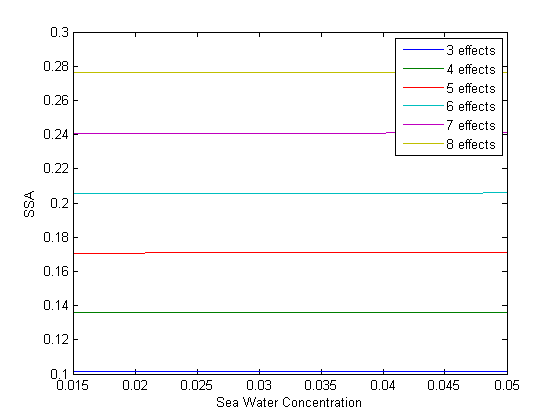 0.3
0.28
0.26
0.24
0.22
0.2
0.18
0.16
0.14
0.12
0.1
SSA
3 effects
4 effects
5 effects
6 effects
7 effects
8 effects
0.015 0.02 0.025 0.03 0.035 0.04 0.045 0.05
Sea Water Concentration